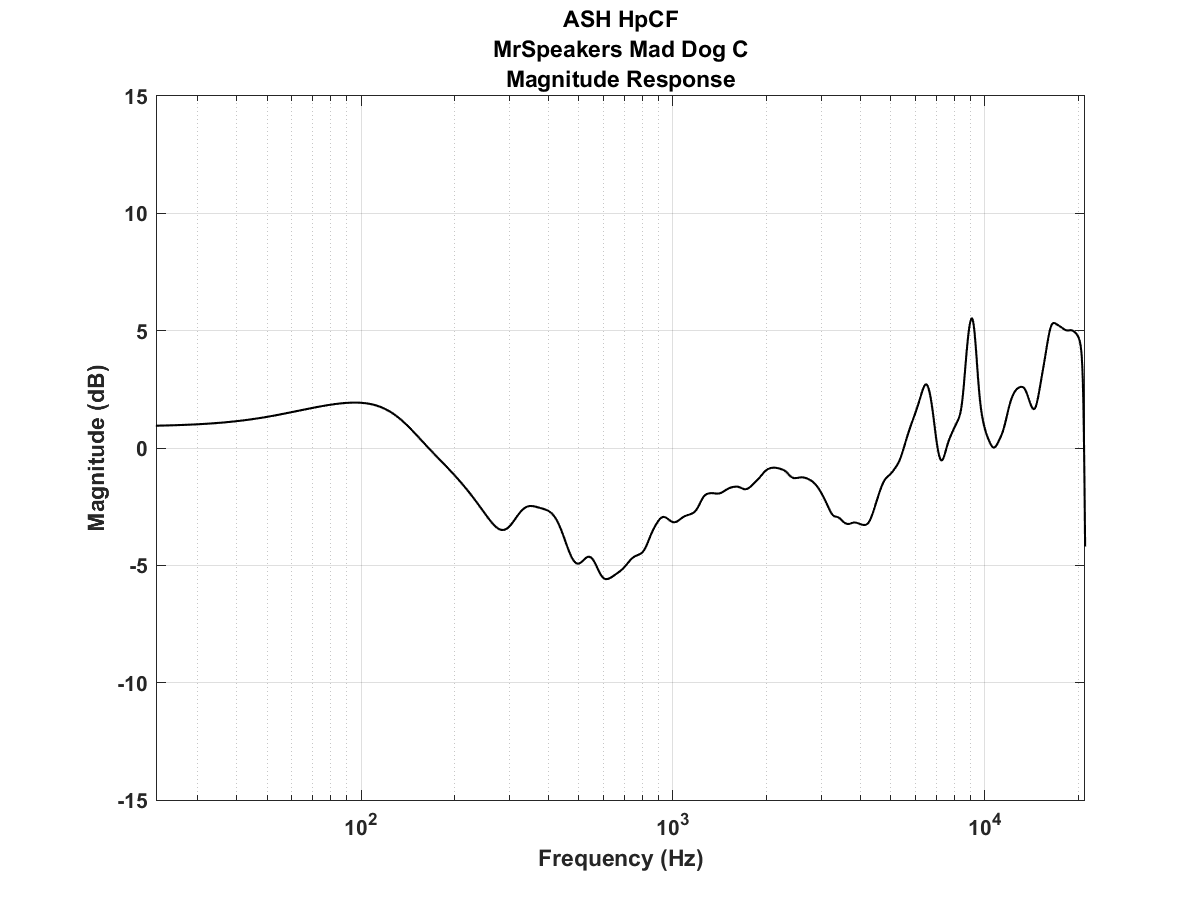 ASH HpCF
MrSpeakers Mad Dog C
Magnitude Response
15
10
5
0
-5
-10
-15
Magnitude (dB)
10² 10³ 10⁴
Frequency (Hz)